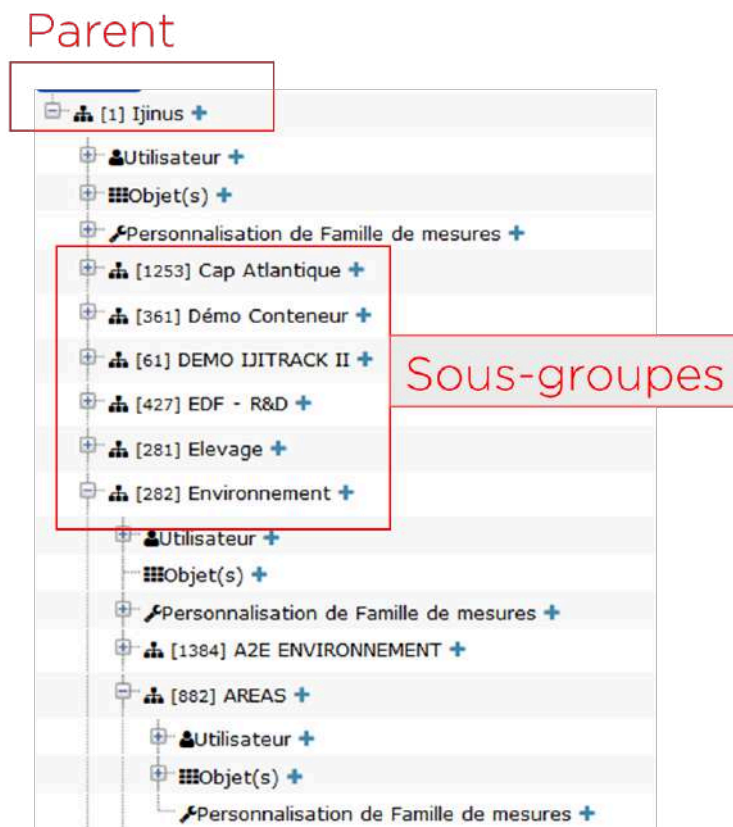 Parent
[1] Ijinus +
Utilisateur +
Objet(s) +
Personnalisation de Famille de mesures +
[1253] Cap Atlantique +
[361] Démo Conteneur +
[61] DEMO IJITRACK II +
[427] EDF - R&D +
Sous-groupes
[281] Elevage +
[282] Environnement +
Utilisateur +
Objet(s) +
Personnalisation de Famille de mesures +
[1384] A2E ENVIRONNEMENT +
[882] AREAS +
Utilisateur +
Objet(s) +
Personnalisation de Famille de mesures +